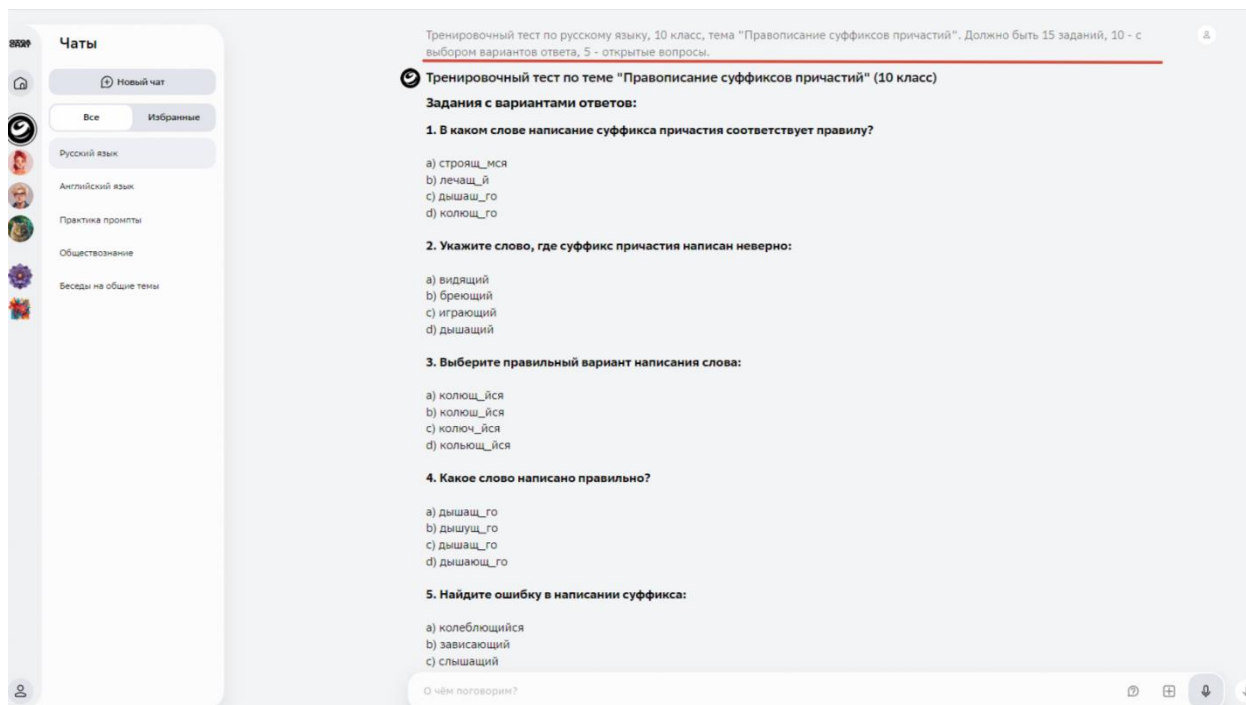 Чаты
Новый чат
Все Избранные
Русский язык
Английский язык
Практика промпты
Обществознание
Беседы на общие темы
Тренировочный тест по русскому языку, 10 класс, тема "Правописание суффиксов причастий". Должно быть 15 заданий, 10 - с
выбором вариантов ответа, 5 - открытые вопросы.
Тренировочный тест по теме "Правописание суффиксов причастий" (10 класс)
Задания с вариантами ответов:
1. В каком слове написание суффикса причастия соответствует правилу?
a) строящ_мся
b) лечащ_й
c) дышаш_го
d) колющ_го
2. Укажите слово, где суффикс причастия написан неверно:
a) видящий
b) бреющий
c) играющий
d) дышащий
3. Выберите правильный вариант написания слова:
a) колющ_йся
b) колюш_йся
c) колюч_йся
d) кольющ_йся
4. Какое слово написано правильно?
a) дышащ_го
b) дышущ_го
c) дышащ_го
d) дышающ_го
5. Найдите ошибку в написании суффикса:
a) колеблющийся
b) зависающий
c) слышащий
О чём поговорим?